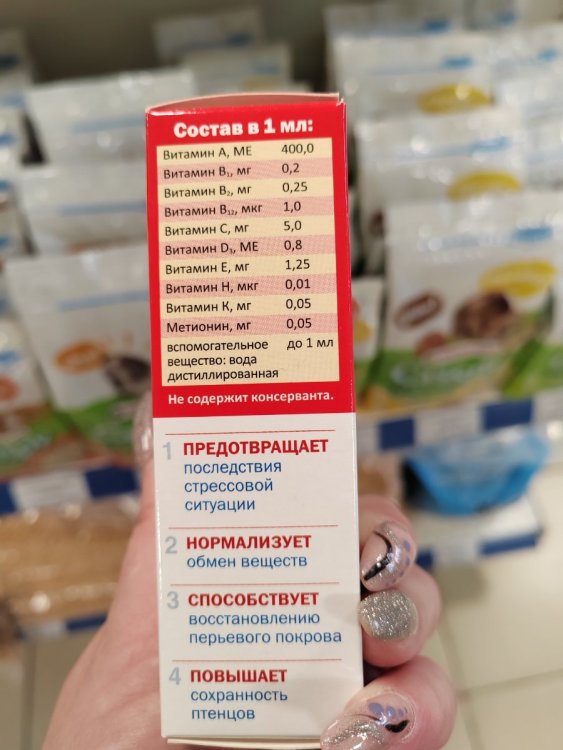 Состав в 1 мл:
Витамин А, МЕ 400,0
Витамин В₁, мг 0,2
Витамин В₂, мг 0,25
Витамин В₁₂, мкг 1,0
Витамин С, мг 5,0
Витамин D₃, МЕ 0,8
Витамин Е, мг 1,25
Витамин Н, мкг 0,01
Витамин К, мг 0,05
Метионин, мг 0,05
вспомогательное до 1 мл
вещество: вода
дистиллированная
Не содержит консерванта.
1 ПРЕДОТВРАЩАЕТ
последствия
стрессовой
ситуации
2 НОРМАЛИЗУЕТ
обмен веществ
3 СПОСОБСТВУЕТ
восстановлению
перьевого покрова
4 ПОВЫШАЕТ
сохранность
птенцов